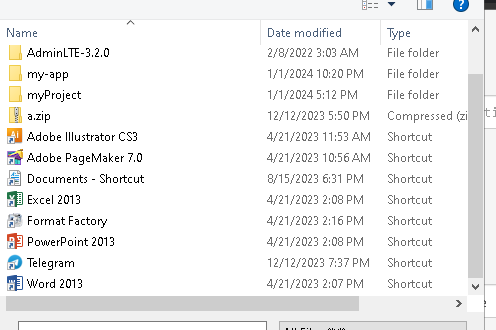 Name Date modified Type
AdminLTE-3.2.0 2/8/2022 3:03 AM File folder
my-app 1/1/2024 10:20 PM File folder
myProject 1/1/2024 5:12 PM File folder
a.zip 12/12/2023 5:50 PM Compressed (zi
Adobe Illustrator CS3 4/21/2023 11:53 AM Shortcut
Adobe PageMaker 7.0 4/21/2023 10:56 AM Shortcut
Documents - Shortcut 8/15/2023 6:31 PM Shortcut
Excel 2013 4/21/2023 2:08 PM Shortcut
Format Factory 4/21/2023 2:16 PM Shortcut
PowerPoint 2013 4/21/2023 2:08 PM Shortcut
Telegram 12/12/2023 7:37 PM Shortcut
Word 2013 4/21/2023 2:07 PM Shortcut